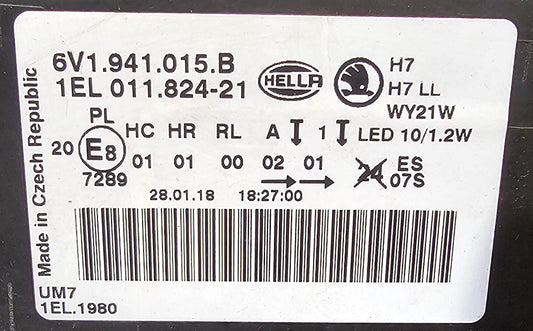 6V1.941.015.B
1EL 011.824-21
HELLA
H7
H7 LL
WY21W
LED 10/1.2W
PL
HC HR RL A 1
20 E8 01 01 00 02 01
7289
24 ES
07S
28.01.18 18:27:00
Made in Czech Republic
UM7
1EL.1980